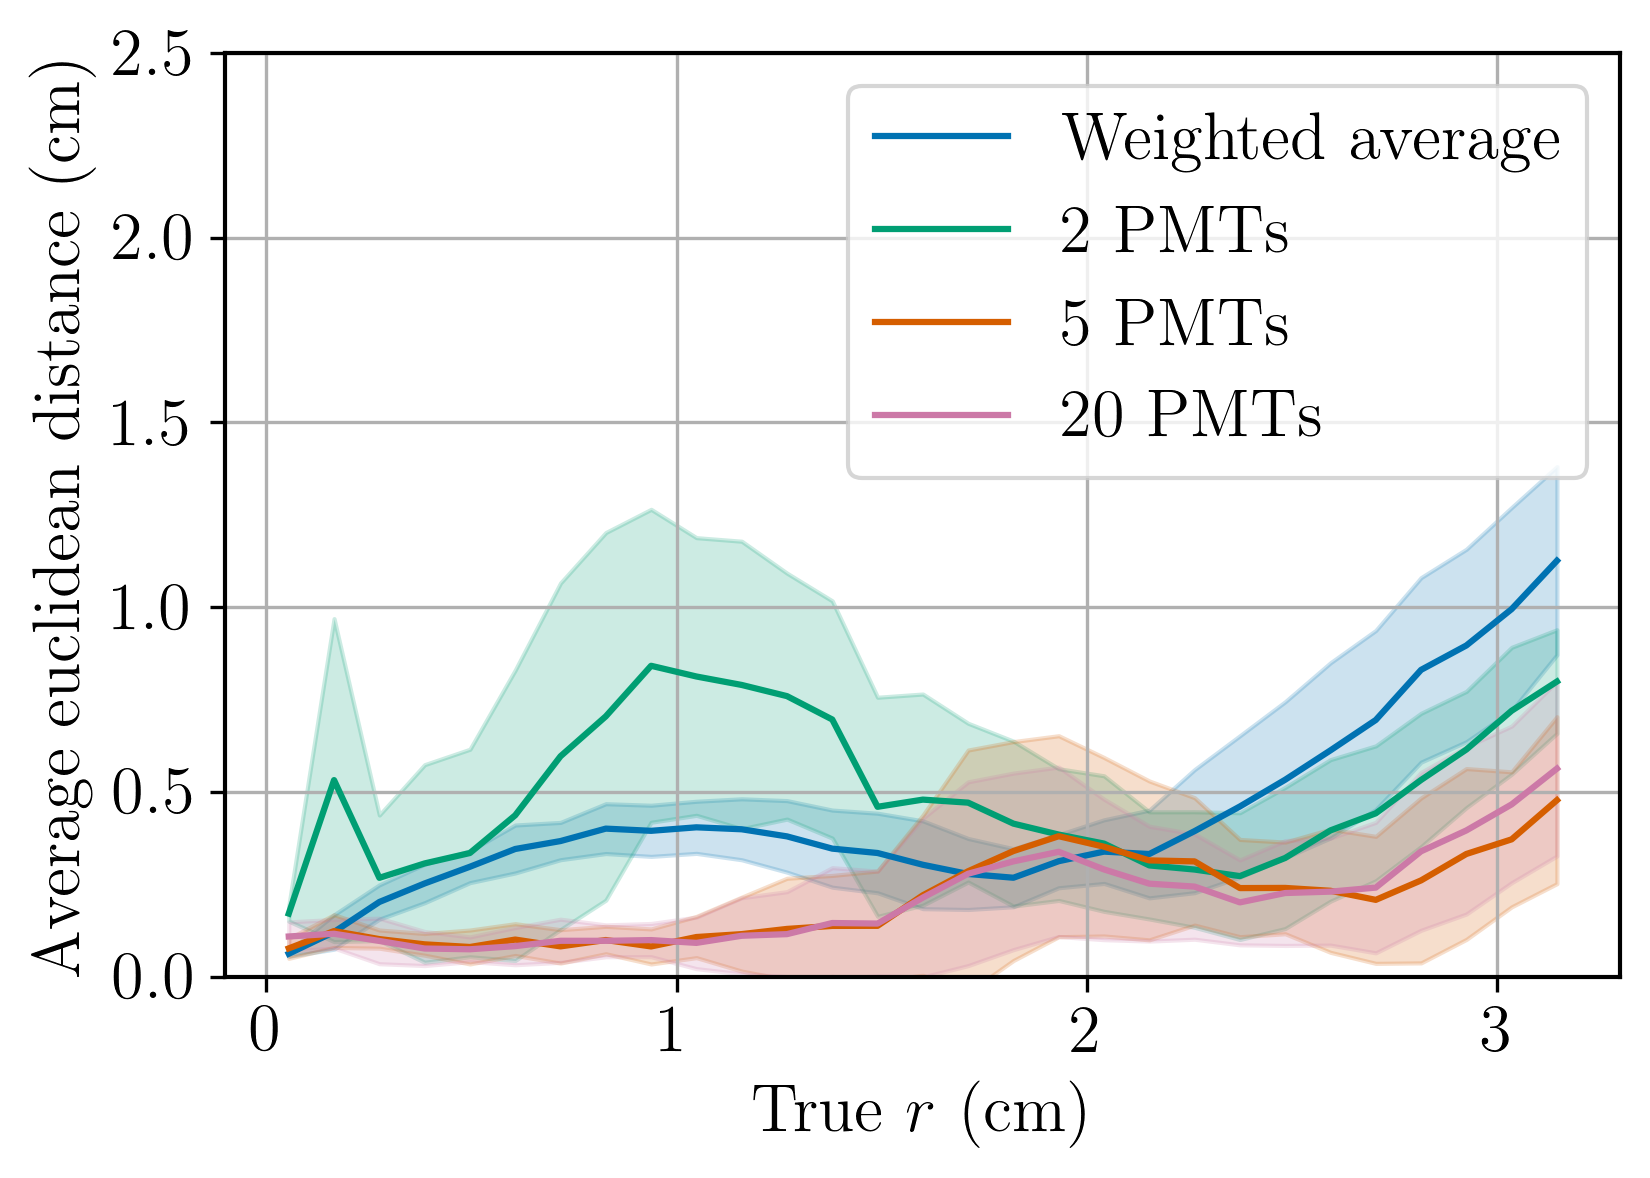 Average euclidean distance (cm)
2.5
2.0
1.5
1.0
0.5
0.0
Weighted average
2 PMTs
5 PMTs
20 PMTs
0 1 2 3
True r (cm)